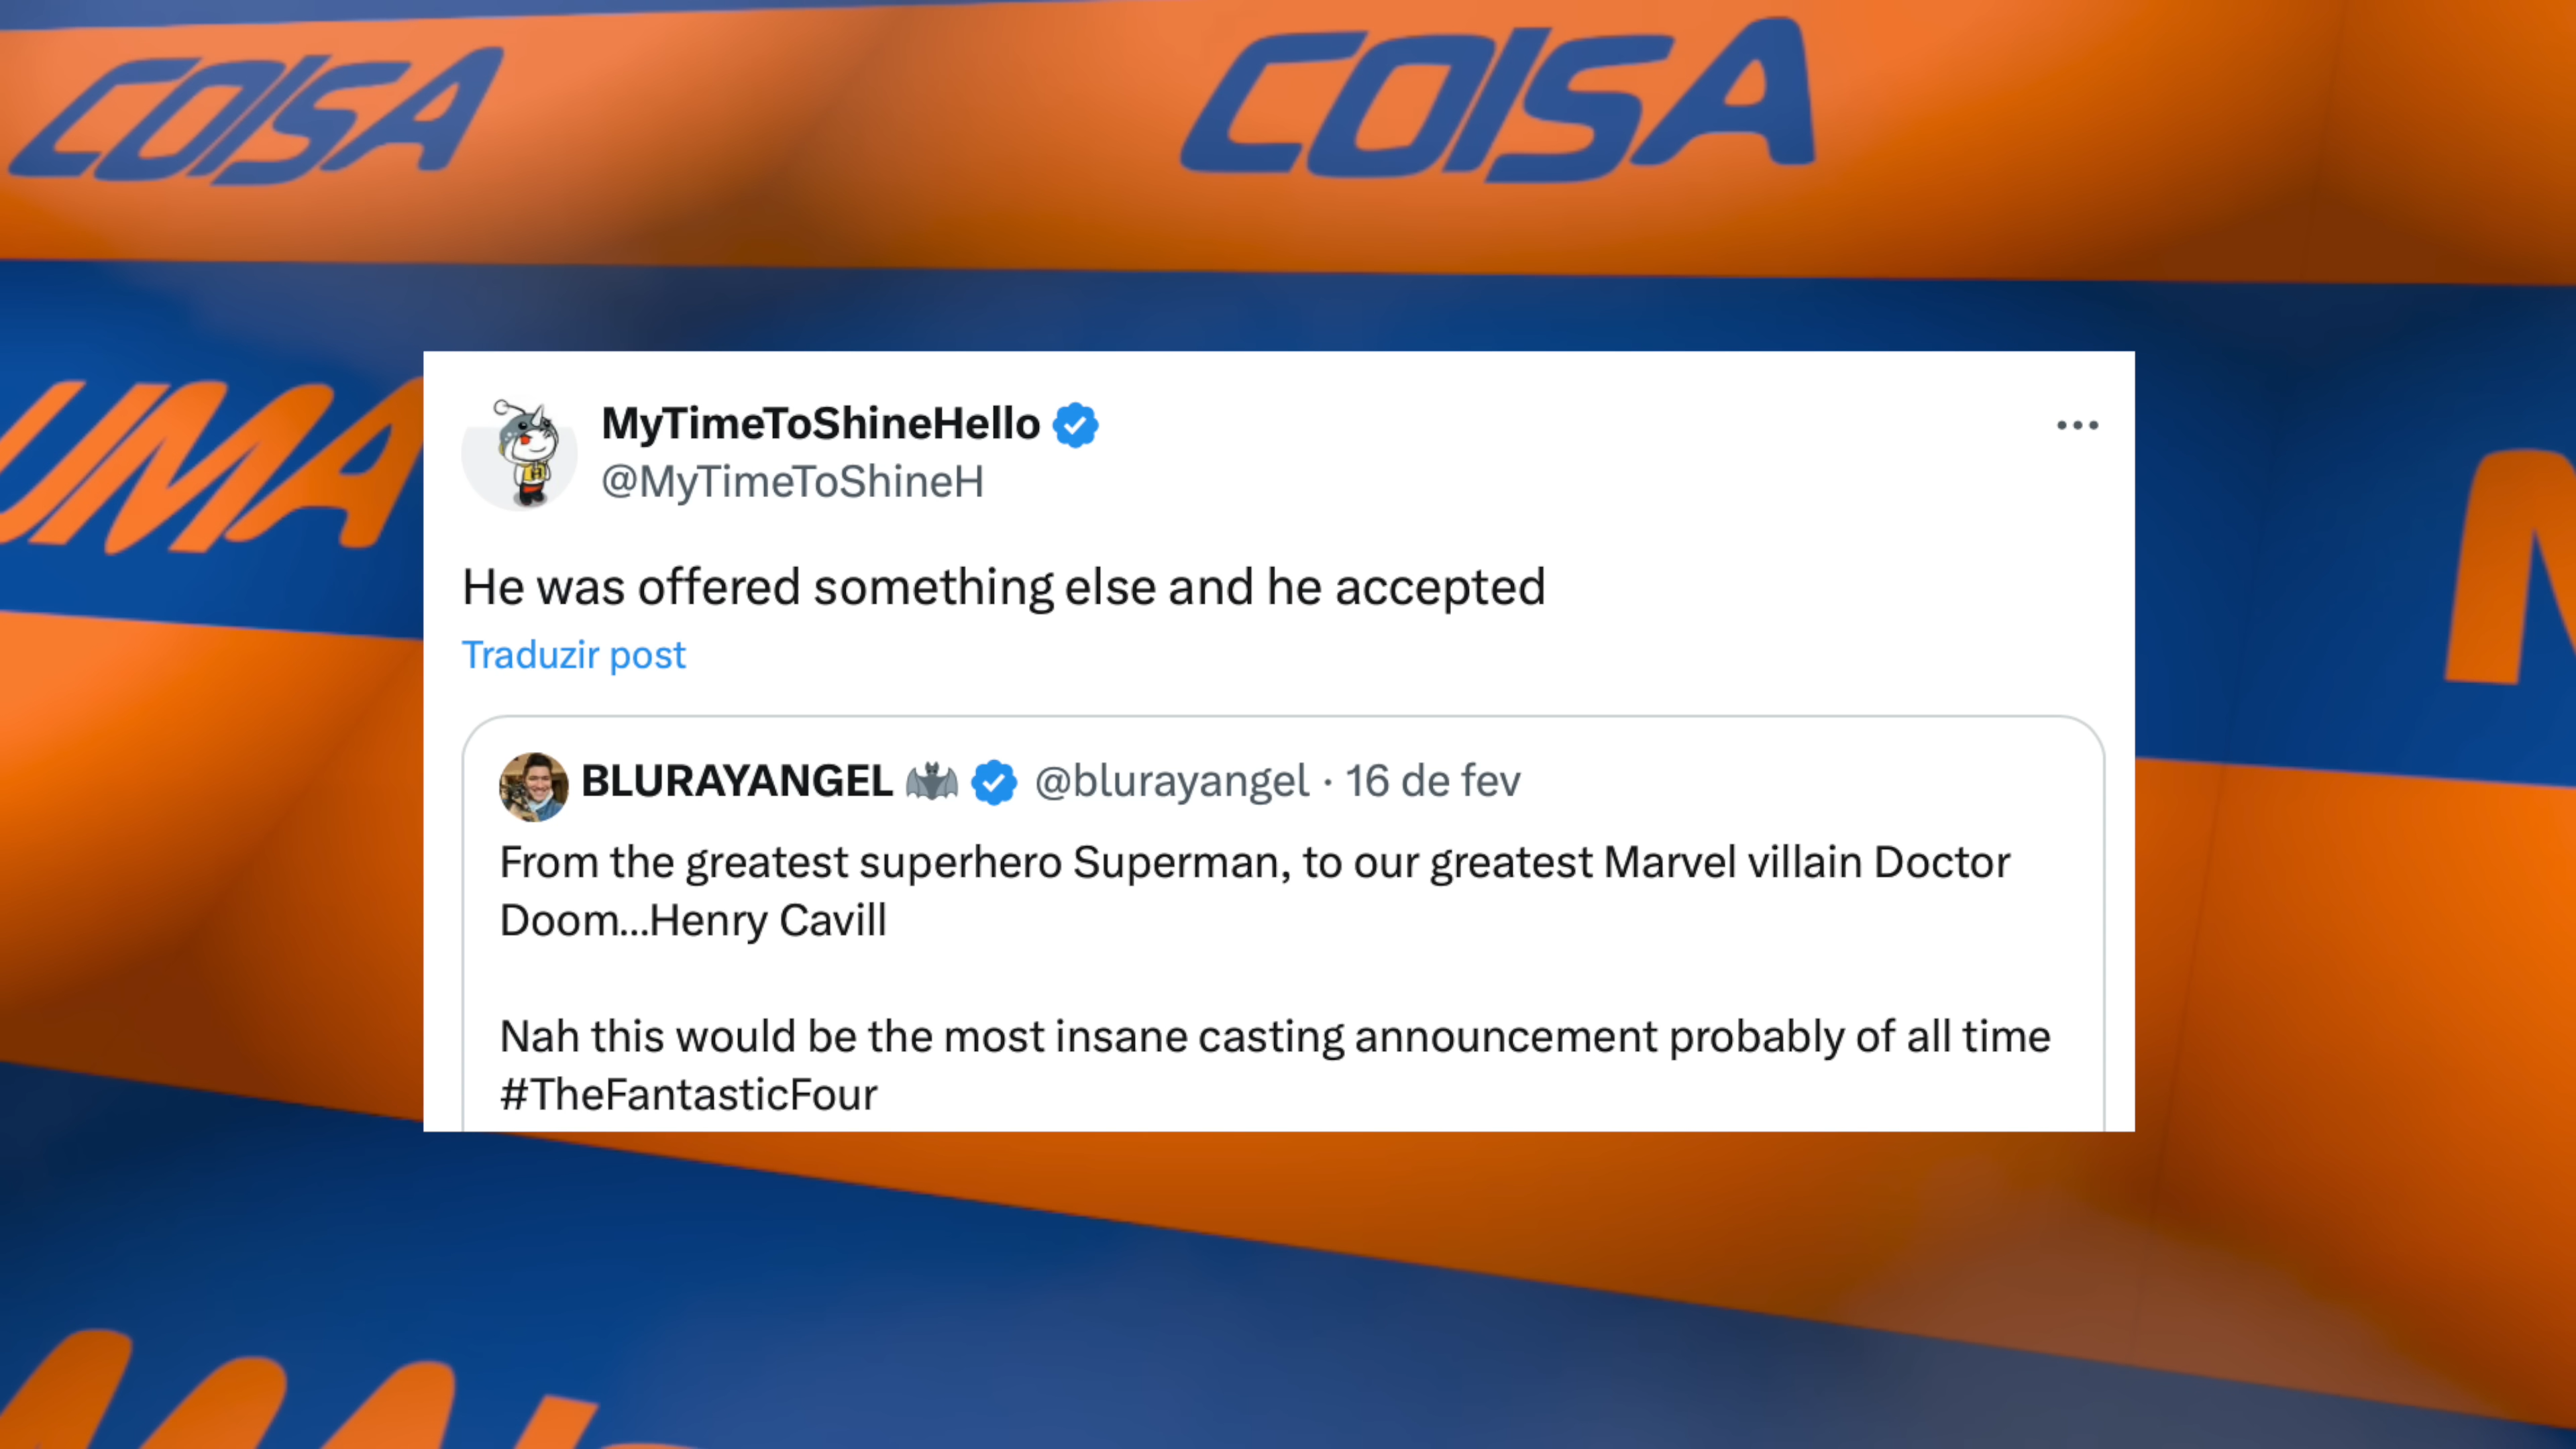 COISA
COISA
UMA
MyTimeToShineHello
@MyTimeToShineH
He was offered something else and he accepted
Traduzir post
BLURAYANGEL 🦇 @blurayangel · 16 de fev
From the greatest superhero Superman, to our greatest Marvel villain Doctor
Doom...Henry Cavill
Nah this would be the most insane casting announcement probably of all time
#TheFantasticFour